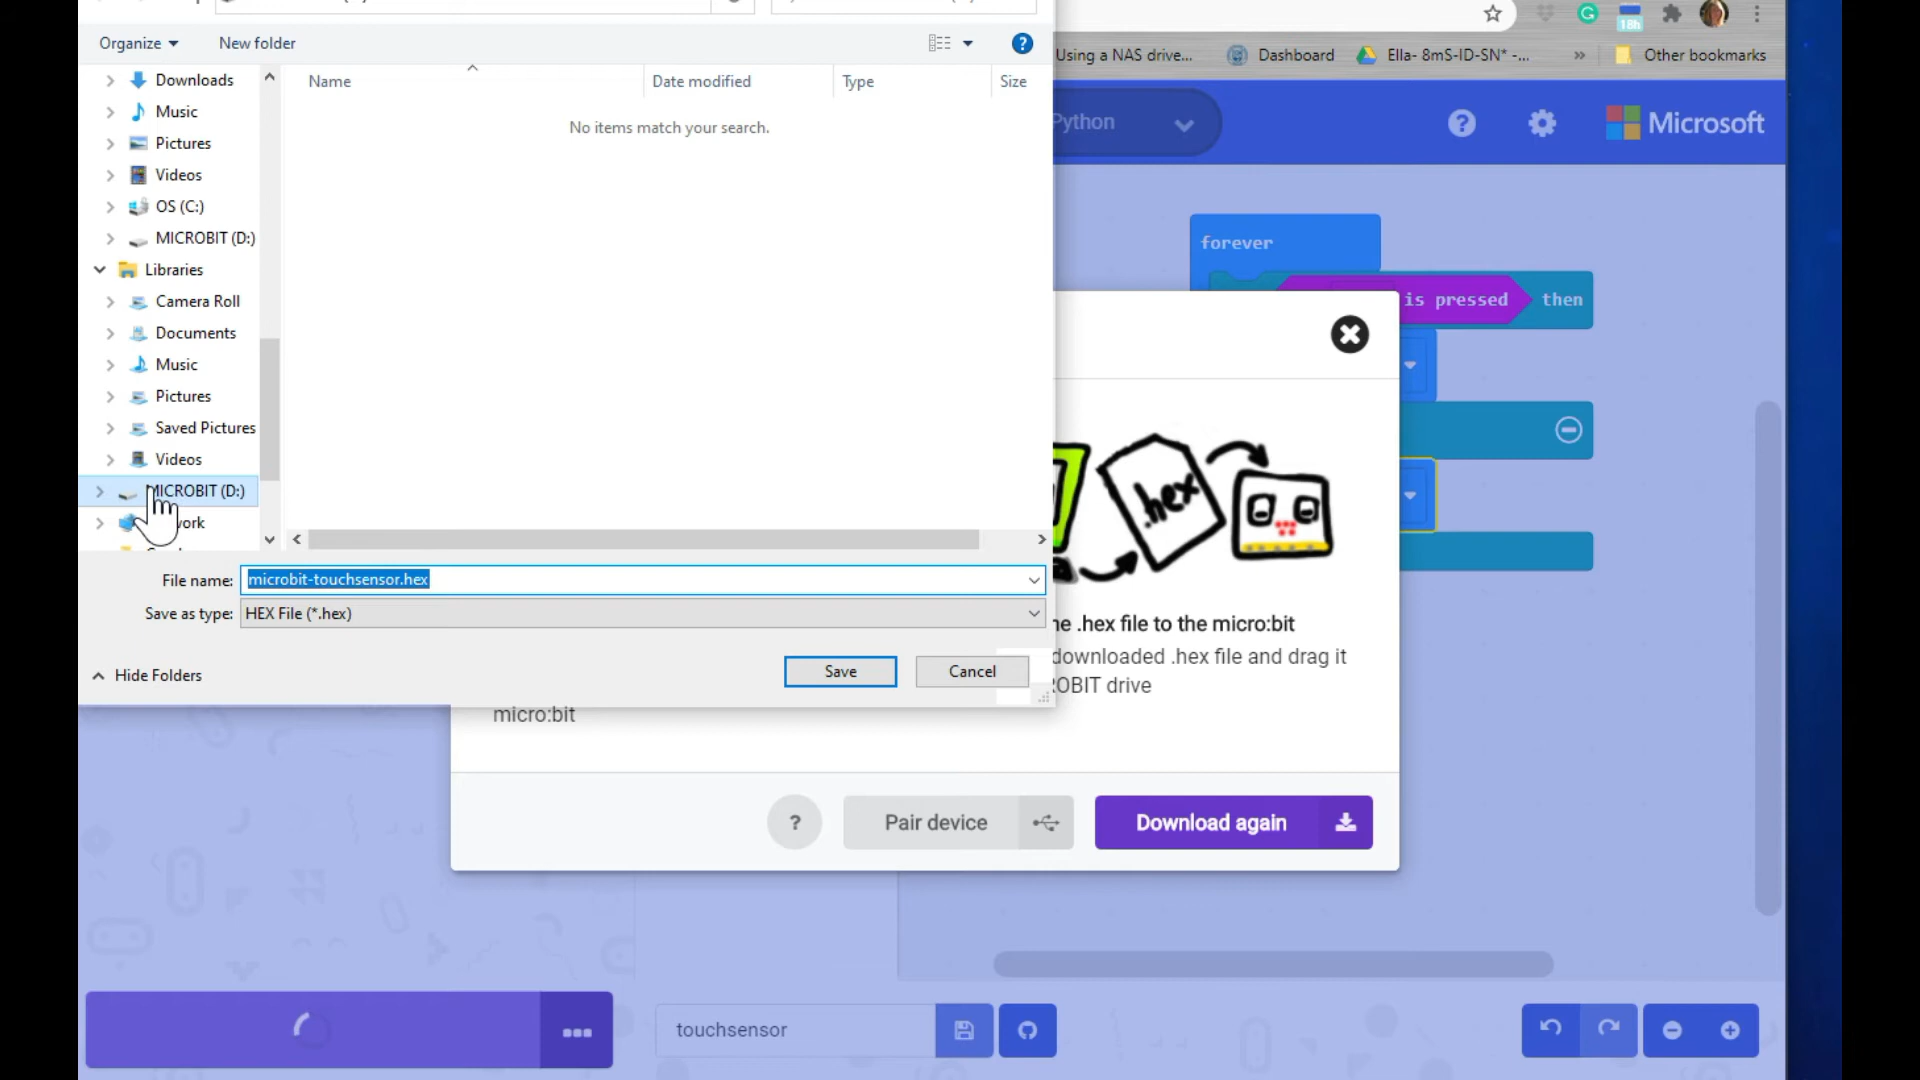 Organize
New folder
Using a NAS drive...
Dashboard
Ella- 8mS-ID-SN* -...
»
Other bookmarks
18h
Downloads
Music
Pictures
Videos
OS (C:)
MICROBIT (D:)
Libraries
Camera Roll
Documents
Music
Pictures
Saved Pictures
Videos
MICROBIT (D:)
Name
Date modified
Type
Size
No items match your search.
Python
Microsoft
forever
is pressed
then
.hex
File name:
microbit-touchsensor.hex
Save as type:
HEX File (*.hex)
Hide Folders
Save
Cancel
.hex file to the micro:bit
downloaded .hex file and drag it
drive
micro:bit
?
Pair device
Download again
touchsensor